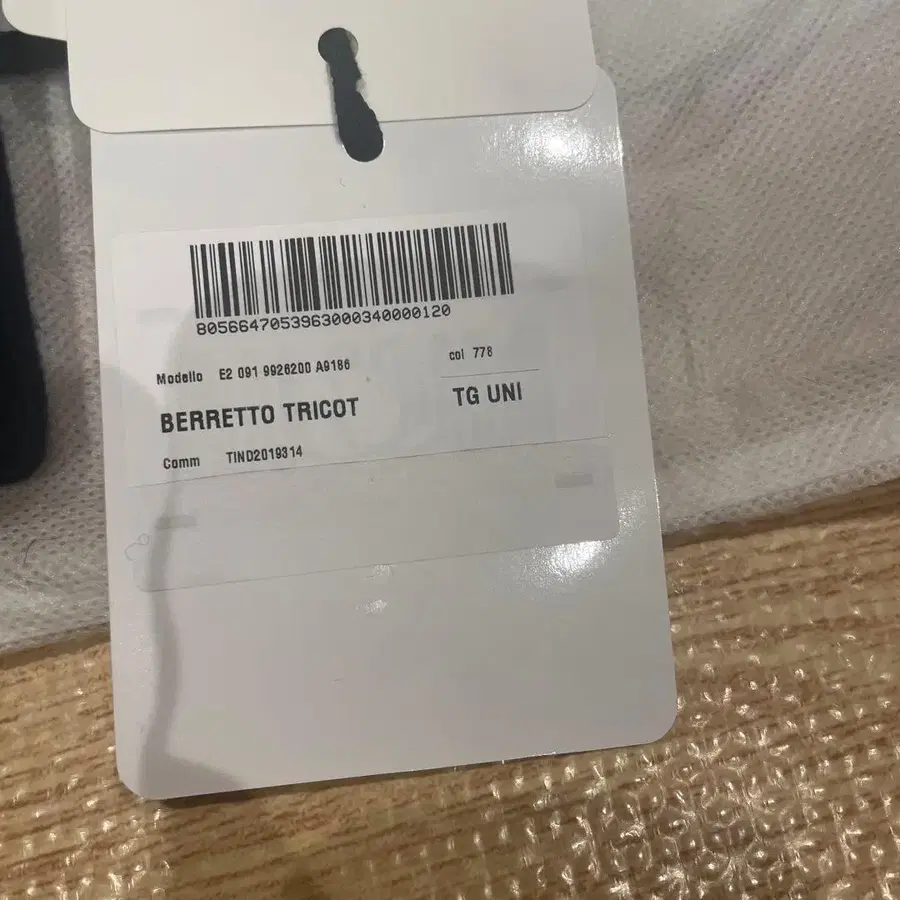 8056647053963000340000120
Modello E2 091 9926200 A9186
col 778
BERRETTO TRICOT
TG UNI
Comm TIND2019314